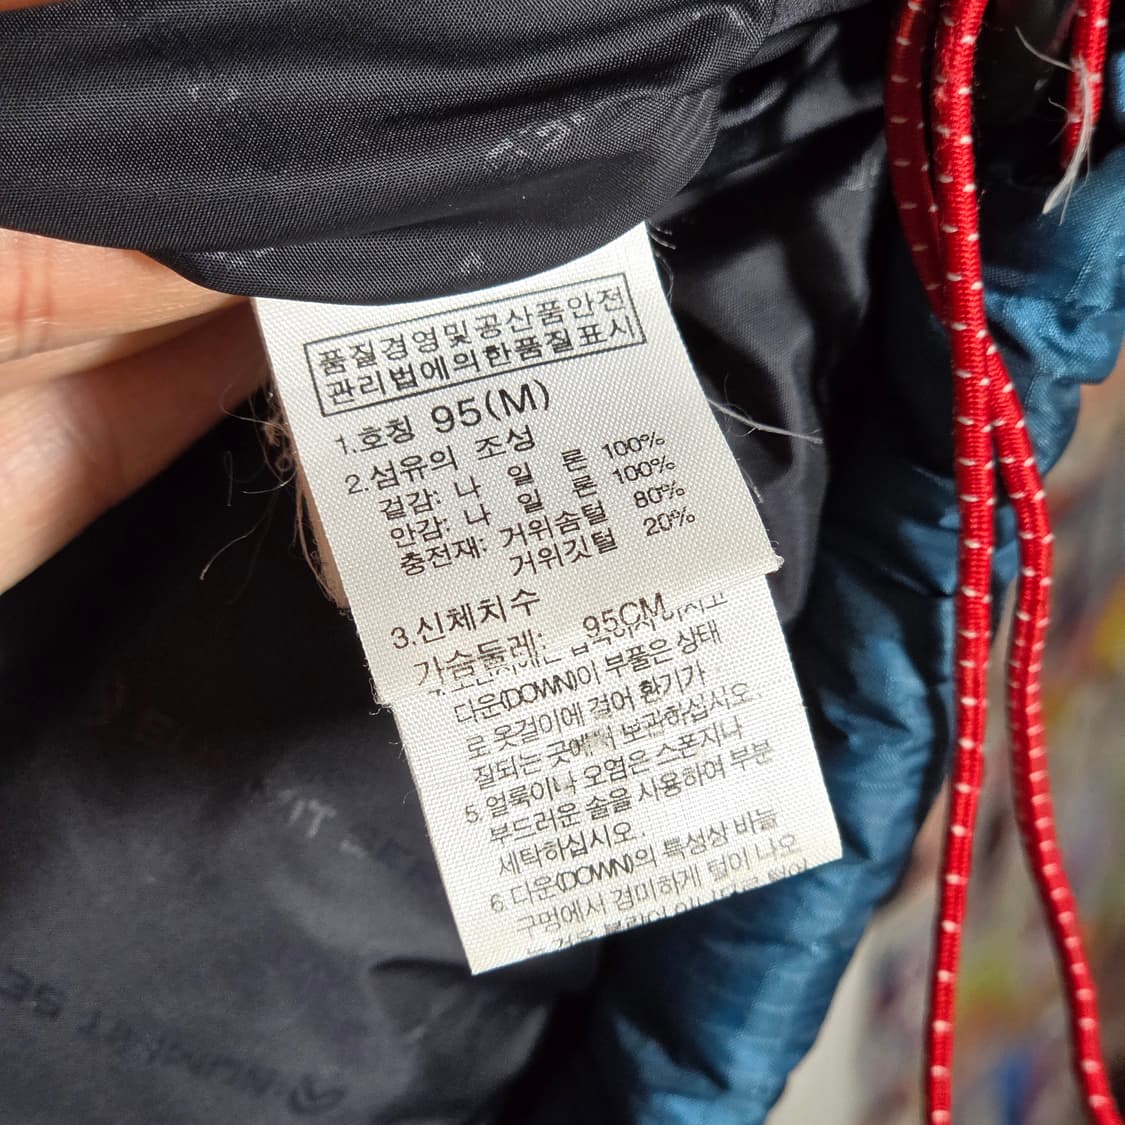 품질경영및공산품안전
관리법에의한품질표시
1.호칭 95(M)
2.섬유의 조성
겉감: 나 일 론 100%
안감: 나 일 론 100%
충전재: 거위솜털 80%
거위깃털 20%
3.신체치수
가슴둘레: 95CM
다운(DOWN)이 부풀은 상태
로 옷걸이에 걸어 환기가
잘되는 곳에서 보관하십시오.
5.얼룩이나 오염은 스폰지나
부드러운 솔을 사용하여 부분
세탁하십시오.
6.다운(DOWN)의 특성상 바늘
구멍에서 경미하게 털이 나오